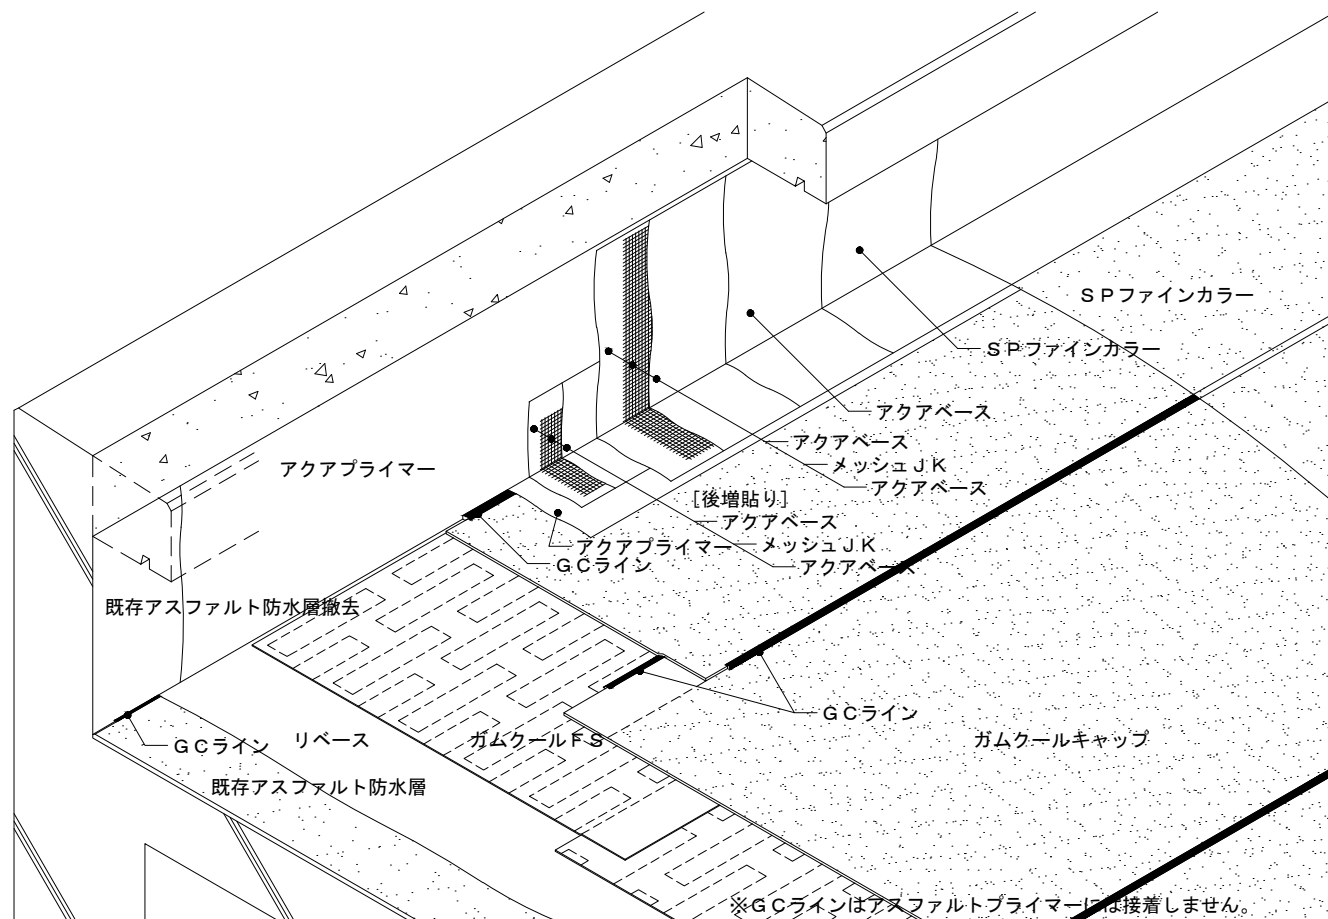 ＳＰファインカラー
ＳＰファインカラー
アクアベース
アクアベース
メッシュＪＫ
アクアベース
アクアプライマー
［後増貼り］
アクアベース
アクアプライマー
メッシュＪＫ
ＧＣライン
アクアベース
既存アスファルト防水層撤去
ＧＣライン
ＧＣライン
リベース
ガムクールＦＳ
ガムクールキャップ
既存アスファルト防水層
※ＧＣラインはアスファルトプライマーには接着しません。